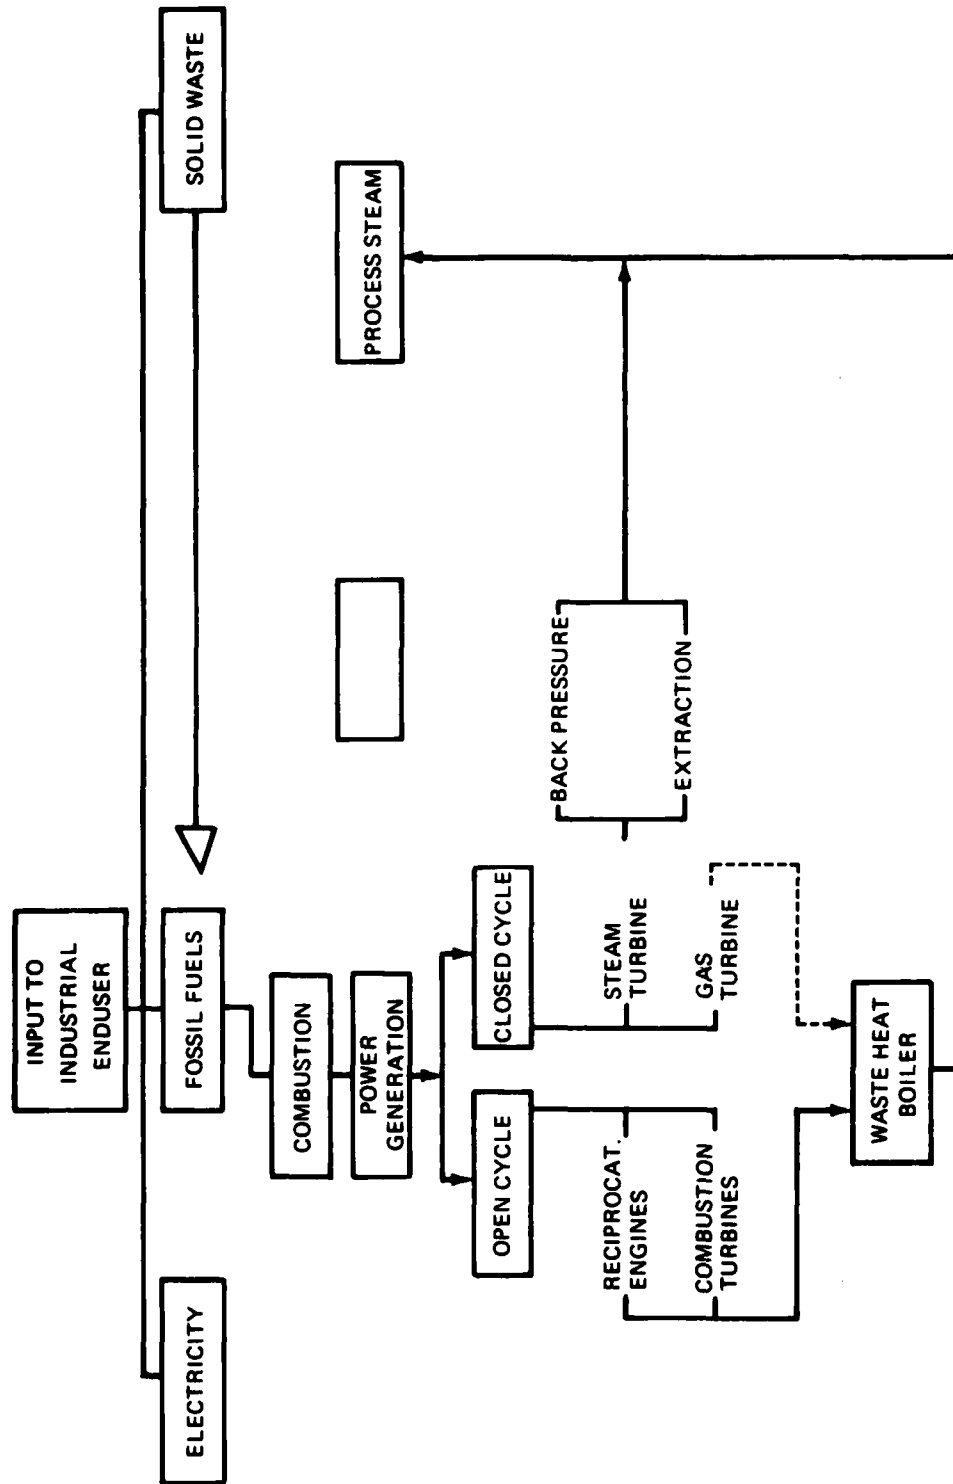 INPUT TO
INDUSTRIAL
ENDUSER
ELECTRICITY
FOSSIL FUELS
SOLID WASTE
COMBUSTION
POWER
GENERATION
PROCESS STEAM
OPEN CYCLE
CLOSED CYCLE
RECIPROCAT.
ENGINES
COMBUSTION
TURBINES
STEAM
TURBINE
GAS
TURBINE
BACK PRESSURE
EXTRACTION
WASTE HEAT
BOILER